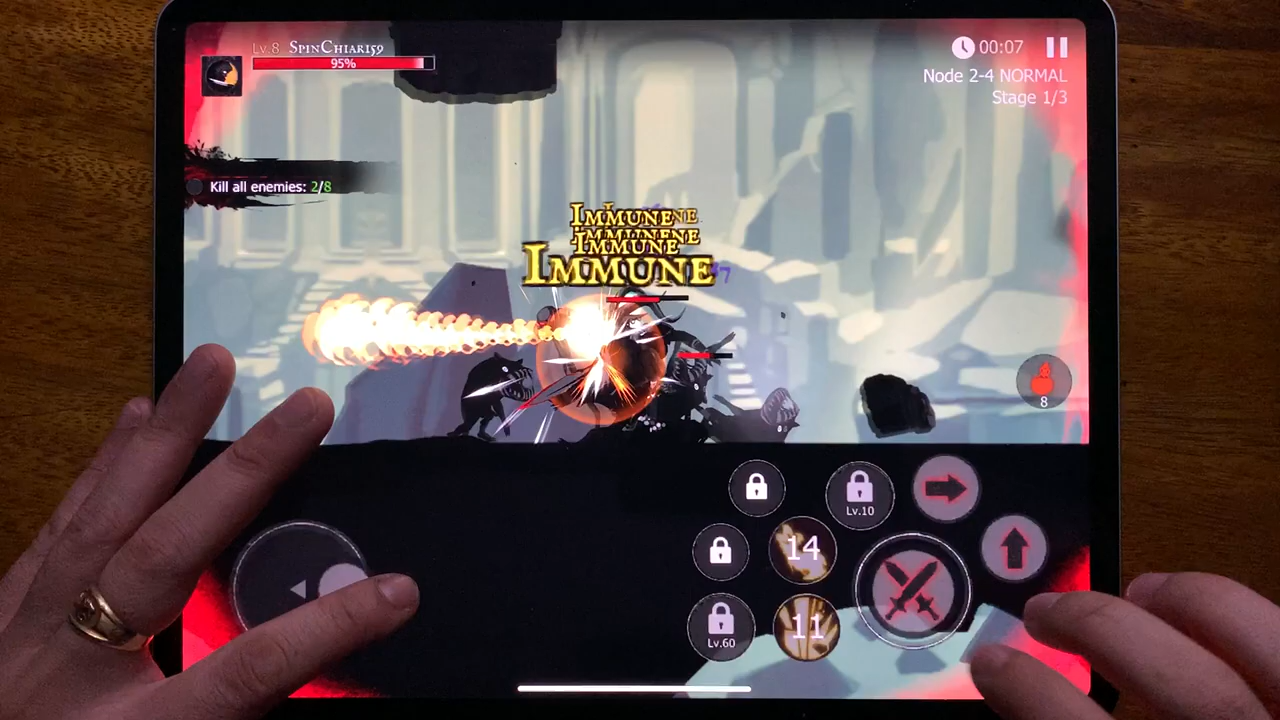 Lv. 8 SPINCHIARI59
95%
00:07
Node 2-4 NORMAL
Stage 1/3
Kill all enemies: 2/8
IMMUNE
IMMUNE
IMMUNE
8
Lv.10
14
11
Lv.60